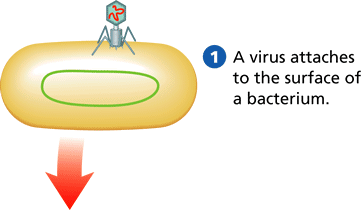 1 A virus attaches
to the surface of
a bacterium.